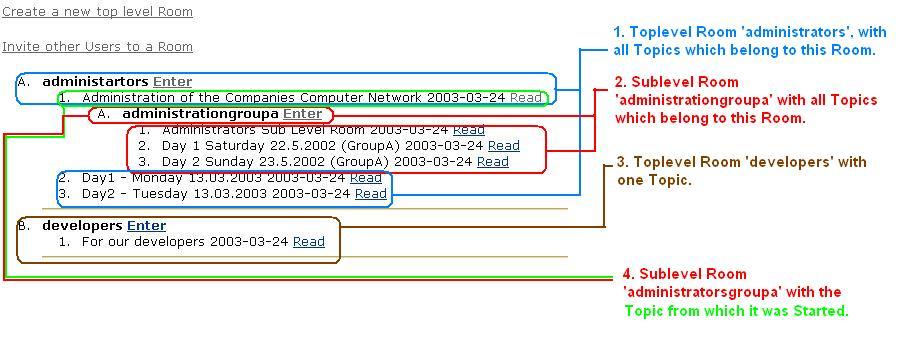 Create a new top level Room
Invite other Users to a Room
A. administartors Enter
1. Administration of the Companies Computer Network 2003-03-24 Read
A. administrationgroupa Enter
1. Administrators Sub Level Room 2003-03-24 Read
2. Day 1 Saturday 22.5.2002 (GroupA) 2003-03-24 Read
3. Day 2 Sunday 23.5.2002 (GroupA) 2003-03-24 Read
2. Day1 - Monday 13.03.2003 2003-03-24 Read
3. Day2 - Tuesday 13.03.2003 2003-03-24 Read
B. developers Enter
1. For our developers 2003-03-24 Read
1. Toplevel Room 'administrators', with
all Topics which belong to this Room.
2. Sublevel Room
'administrationgroupa' with all Topics
which belong to this Room.
3. Toplevel Room 'developers' with
one Topic.
4. Sublevel Room
'administratorsgroupa' with the
Topic from which it was Started.